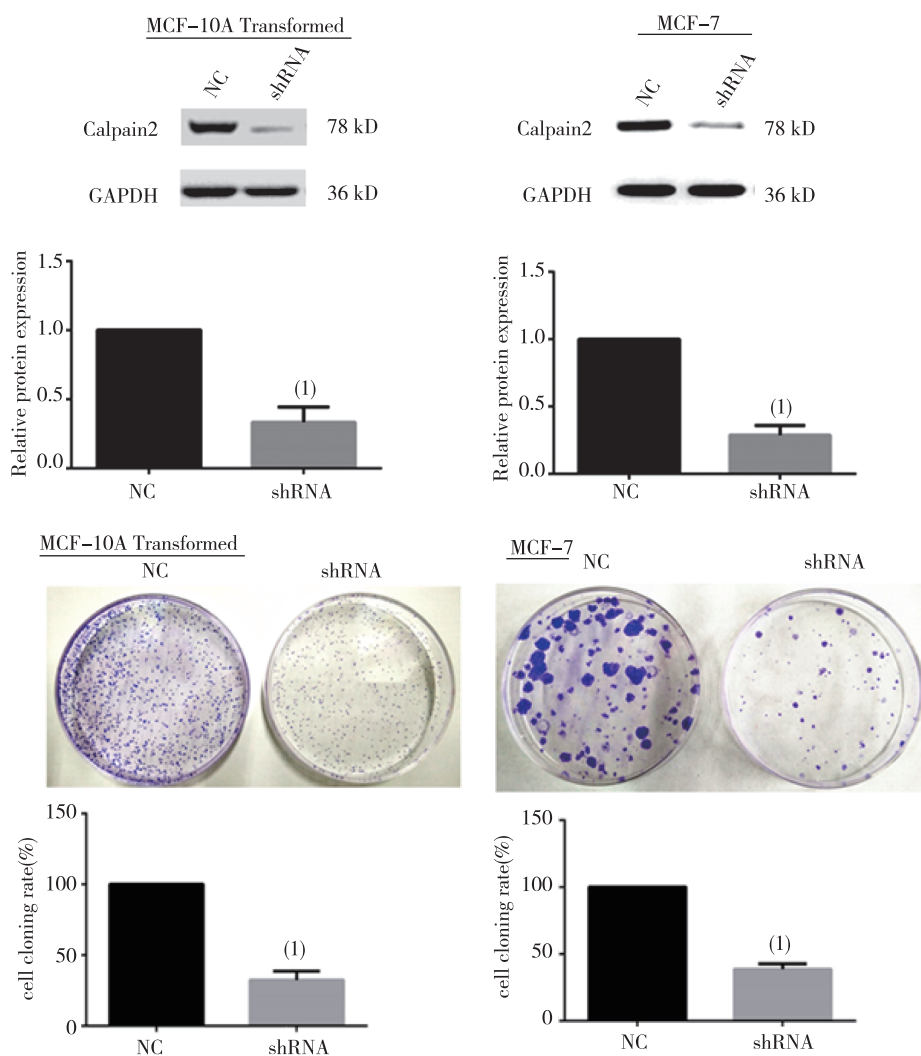 MCF-10A Transformed
NC shRNA
Calpain2 78 kD
GAPDH 36 kD
Relative protein expression
1.5
1.0
0.5
0.0
(1)
NC shRNA
MCF-7
NC shRNA
Calpain2 78 kD
GAPDH 36 kD
Relative protein expression
1.5
1.0
0.5
0.0
(1)
NC shRNA
MCF-10A Transformed
NC shRNA
cell cloning rate(%)
150
100
50
0
(1)
NC shRNA
MCF-7
NC shRNA
cell cloning rate(%)
150
100
50
0
(1)
NC shRNA